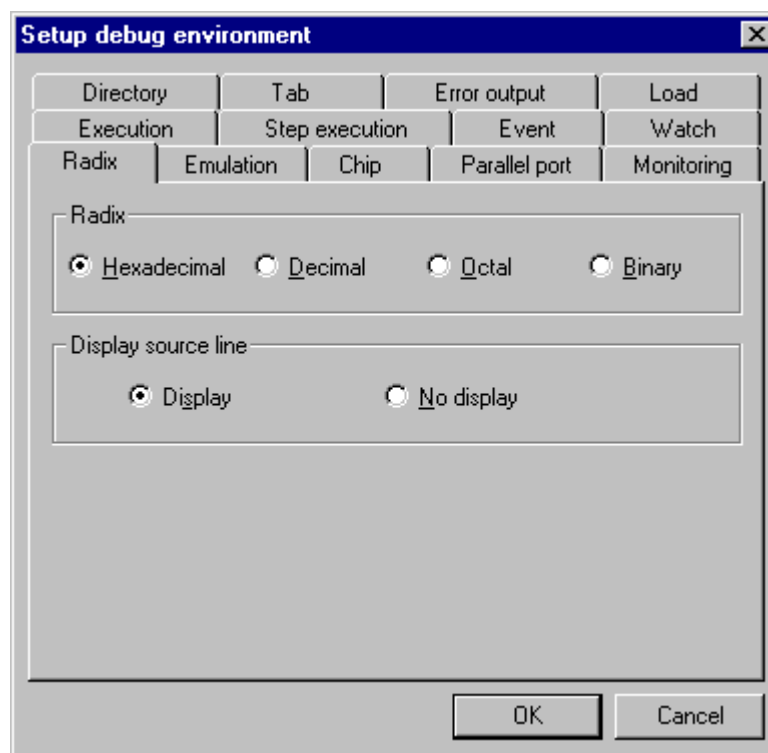 Setup debug environment
Directory Tab Error output Load
Execution Step execution Event Watch
Radix Emulation Chip Parallel port Monitoring
Radix
Hexadecimal Decimal Octal Binary
Display source line
Display No display
OK Cancel